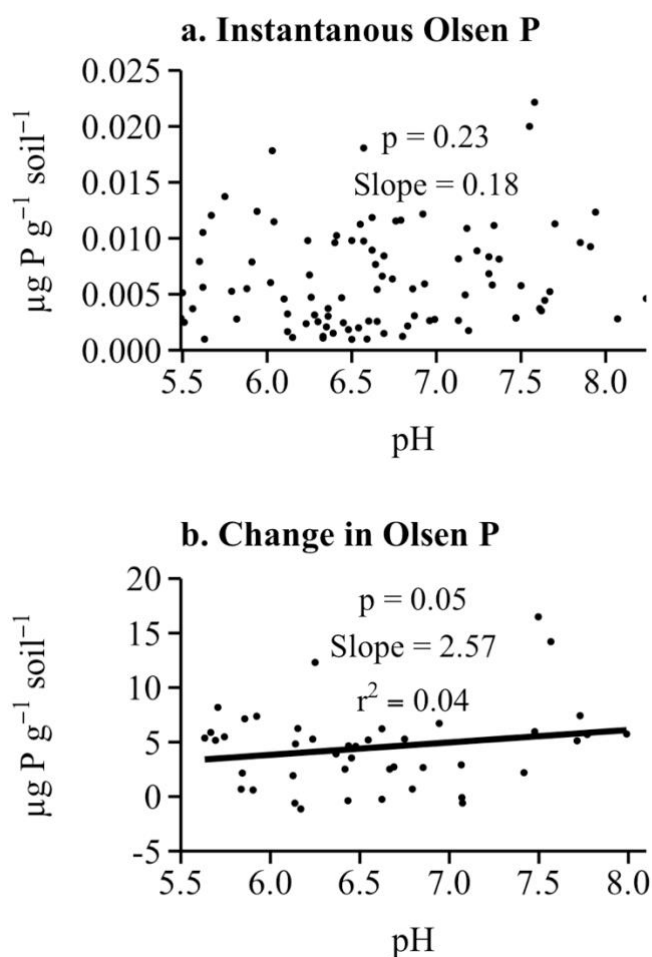 a. Instantanous Olsen P
0.025
0.020
0.015
0.010
0.005
0.000
µg P g⁻¹ soil⁻¹
p = 0.23
Slope = 0.18
5.5 6.0 6.5 7.0 7.5 8.0
pH
b. Change in Olsen P
20
15
10
5
0
-5
µg P g⁻¹ soil⁻¹
p = 0.05
Slope = 2.57
r² = 0.04
5.5 6.0 6.5 7.0 7.5 8.0
pH